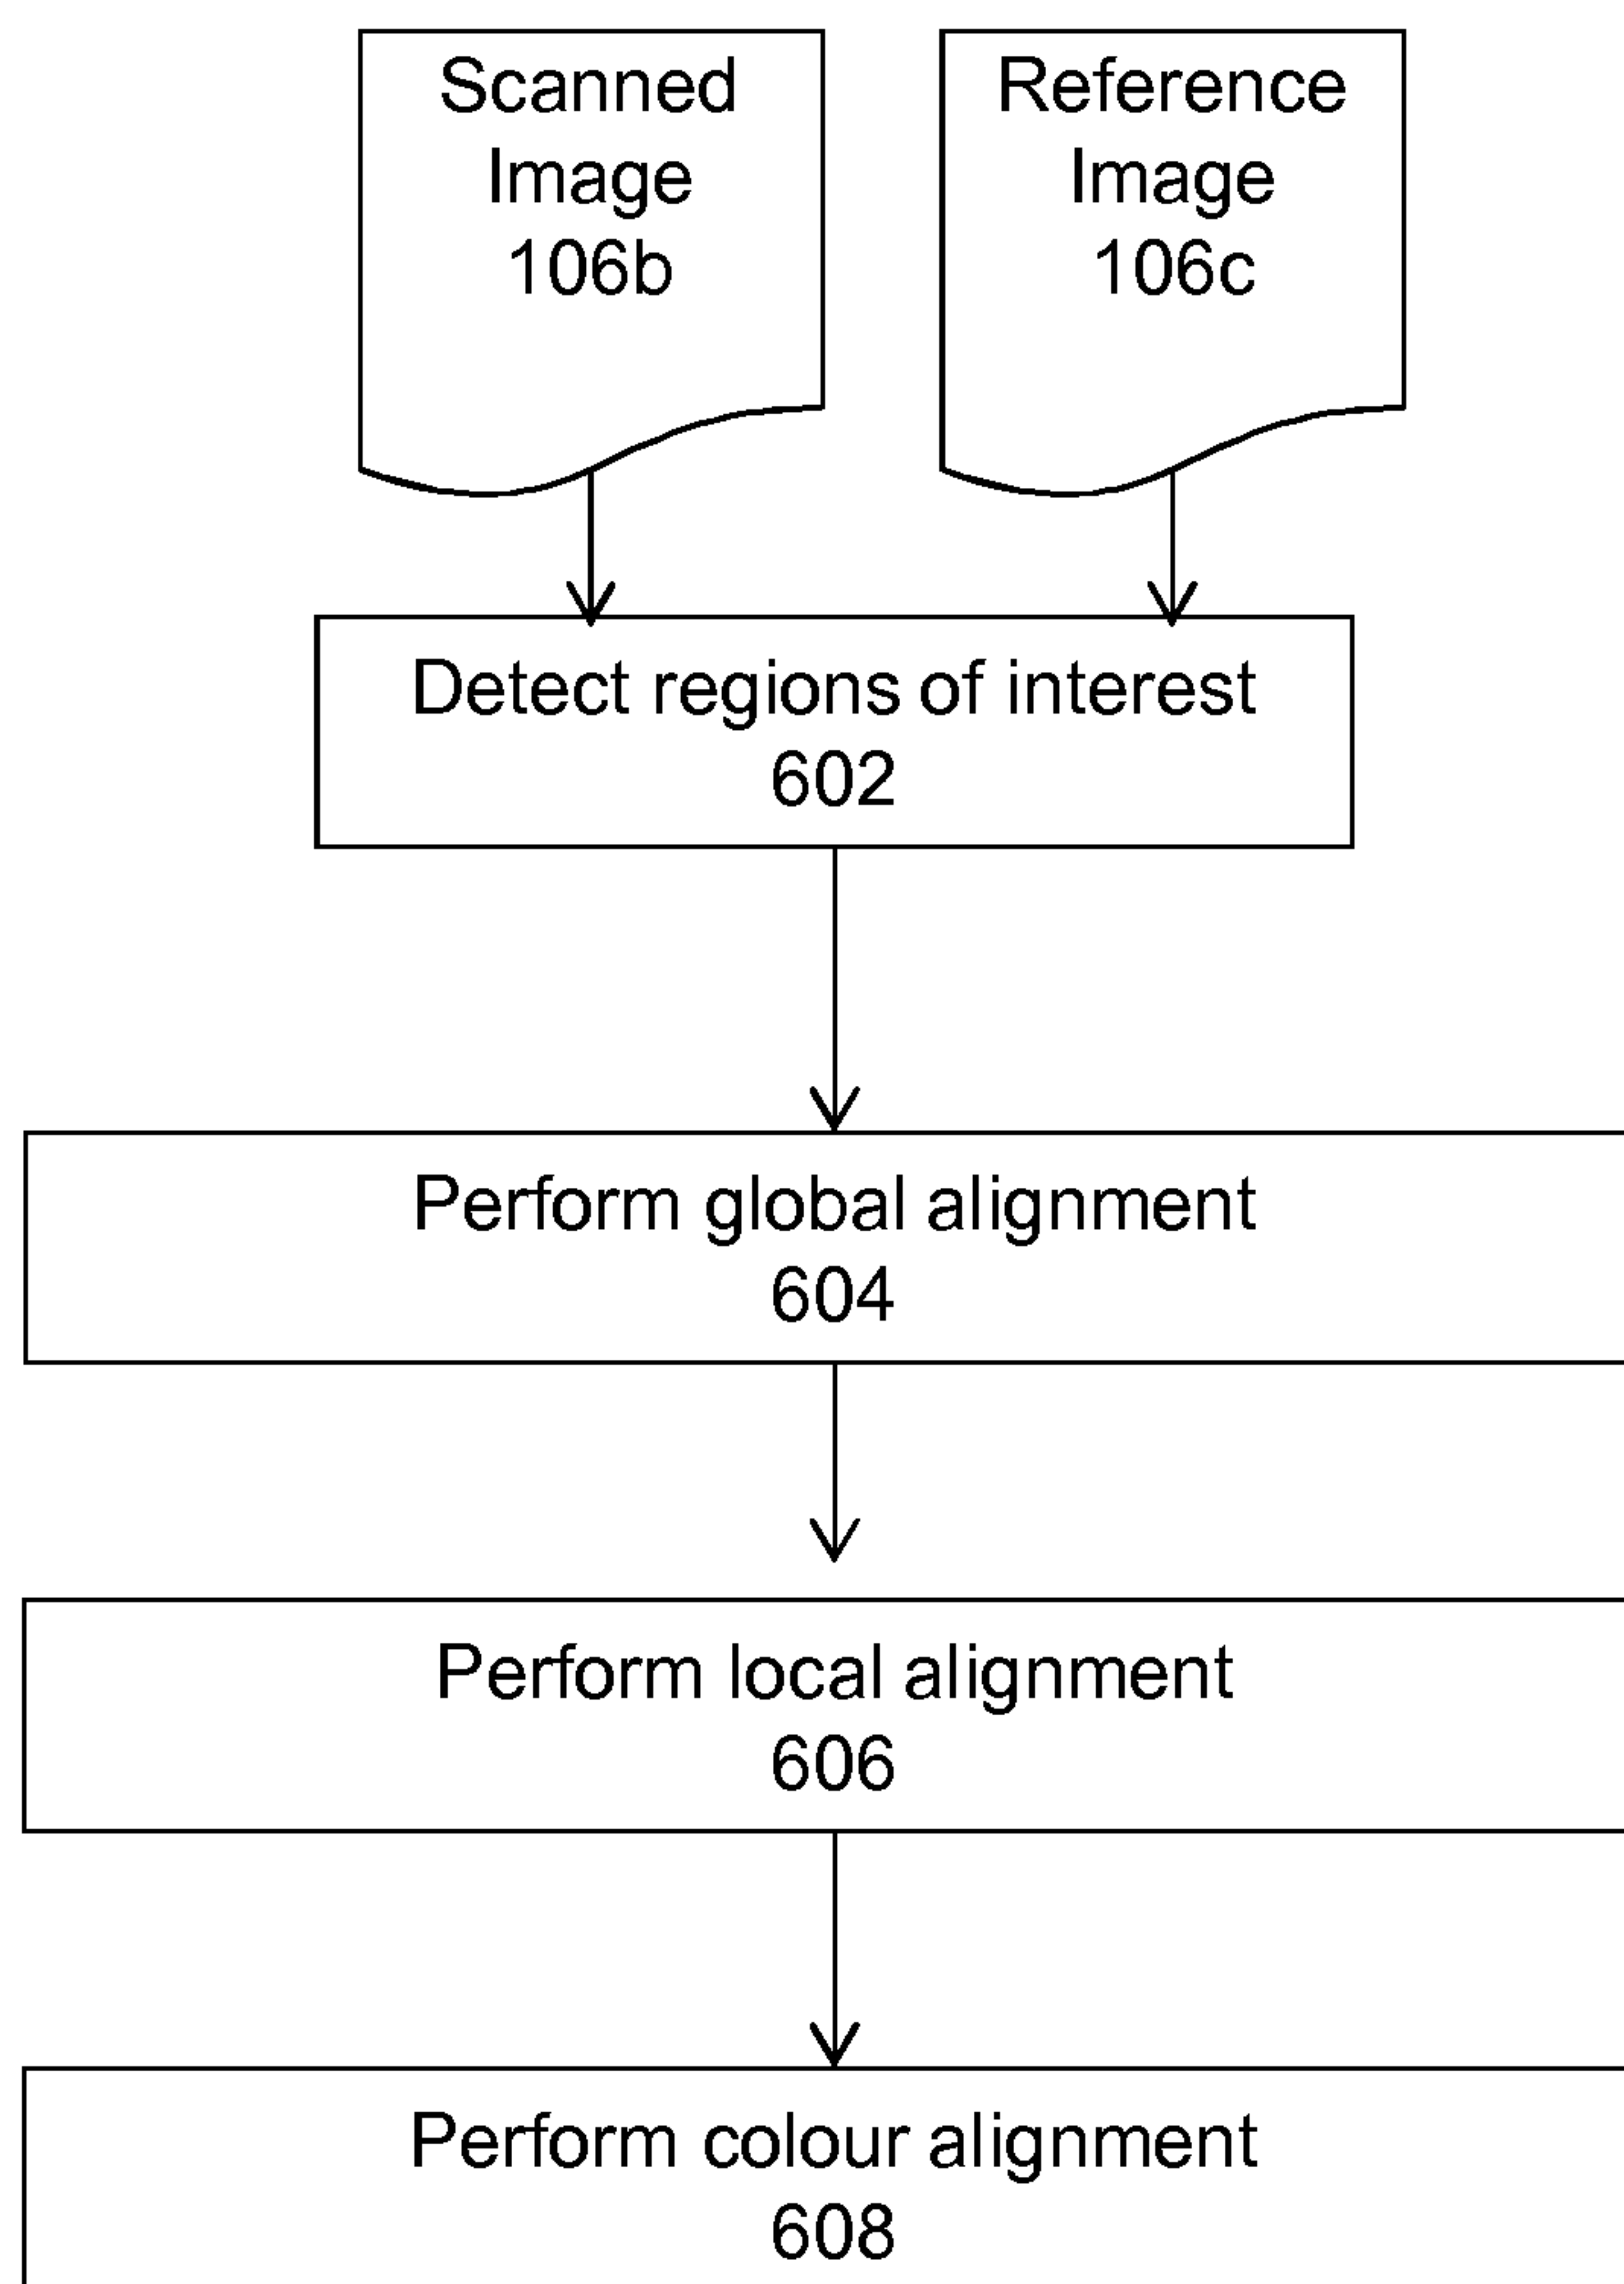 Scanned
Image
106b
Reference
Image
106c
Detect regions of interest
602
Perform global alignment
604
Perform local alignment
606
Perform colour alignment
608